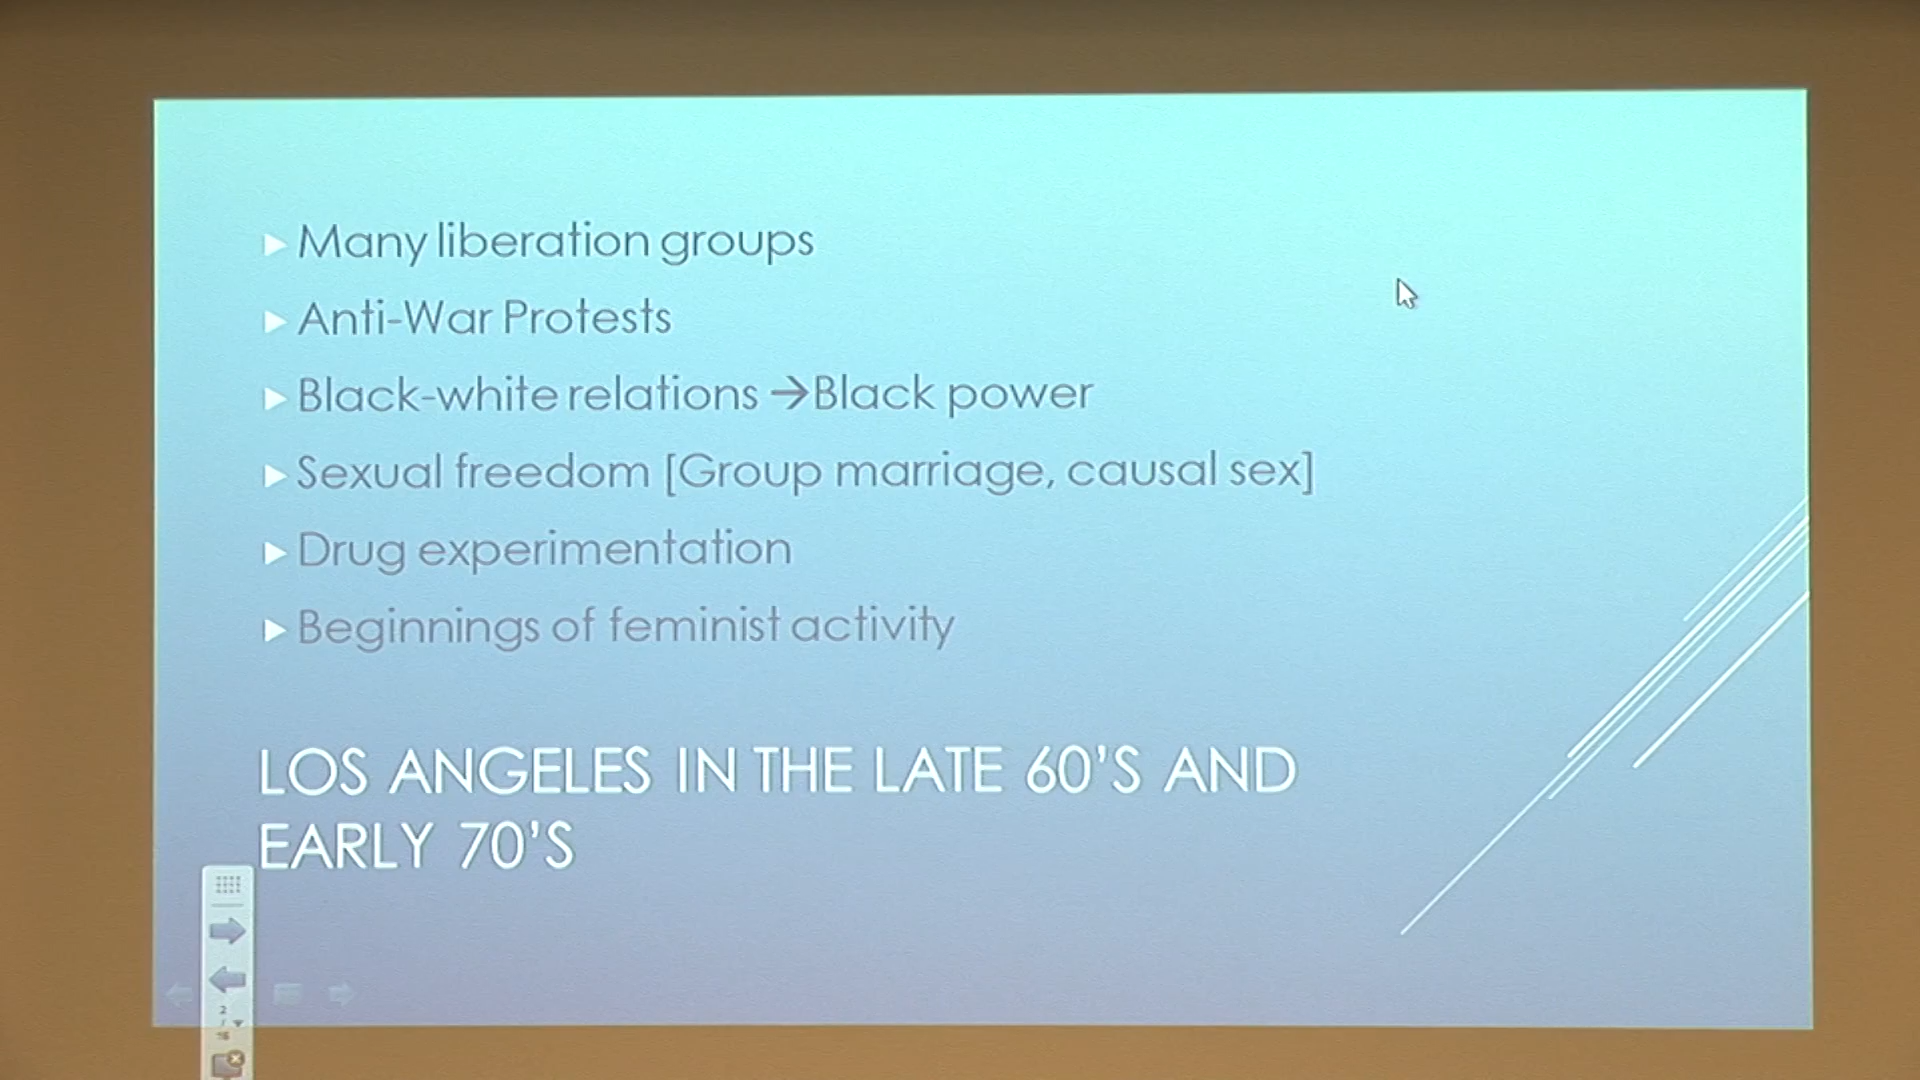 Many liberation groups
Anti-War Protests
Black-white relations →Black power
Sexual freedom [Group marriage, causal sex]
Drug experimentation
Beginnings of feminist activity
LOS ANGELES IN THE LATE 60'S AND
EARLY 70'S
2
/